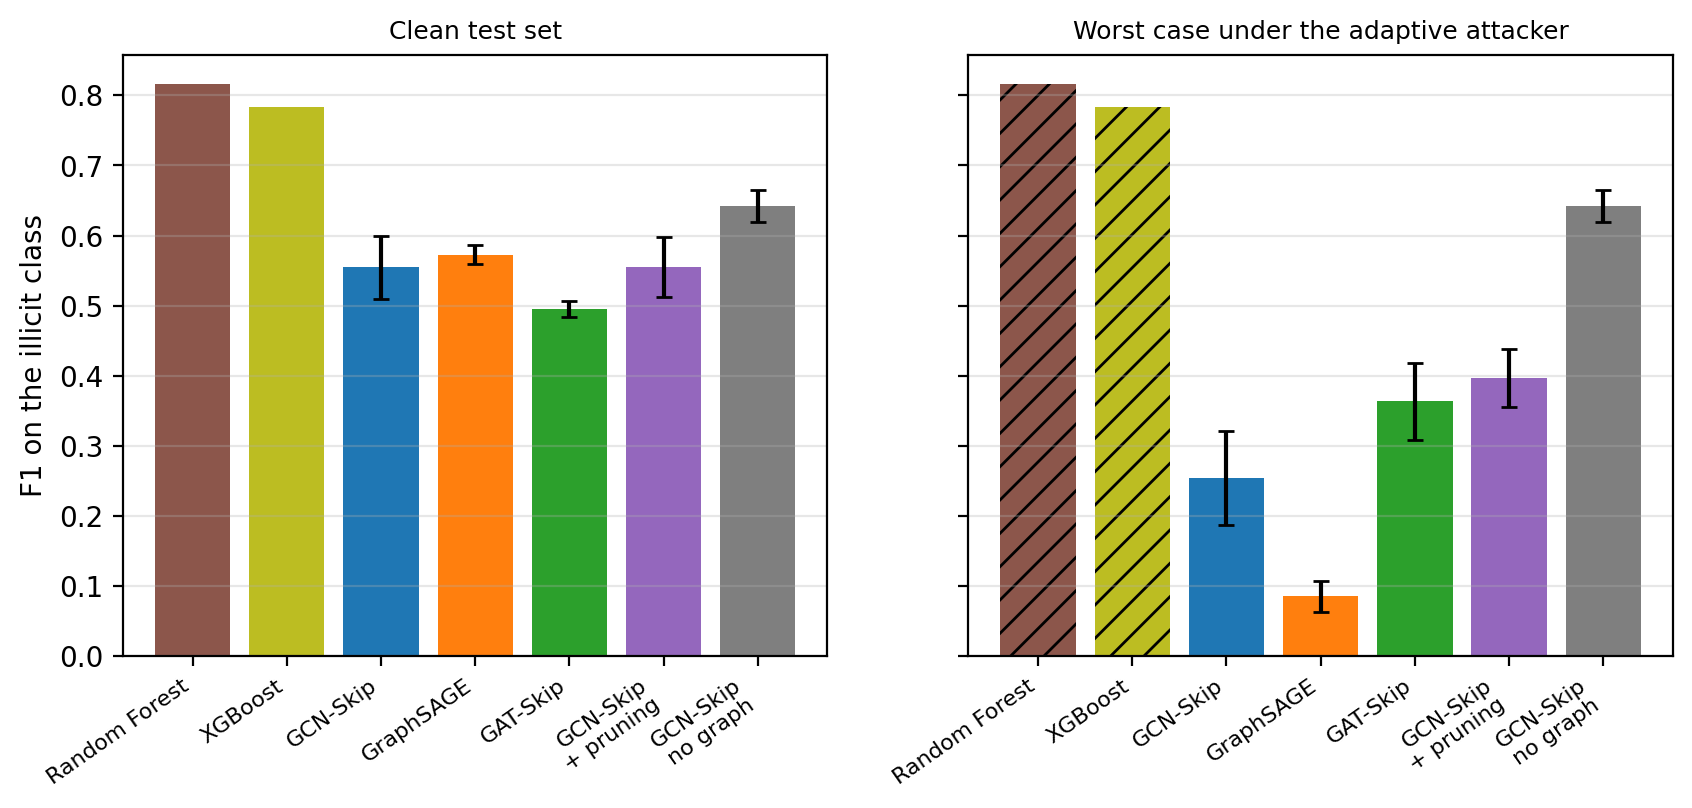 Clean test set
F1 on the illicit class
0.8
0.7
0.6
0.5
0.4
0.3
0.2
0.1
0.0
Random Forest
XGBoost
GCN-Skip
GraphSAGE
GAT-Skip
GCN-Skip
+ pruning
GCN-Skip
no graph
Worst case under the adaptive attacker
Random Forest
XGBoost
GCN-Skip
GraphSAGE
GAT-Skip
GCN-Skip
+ pruning
GCN-Skip
no graph